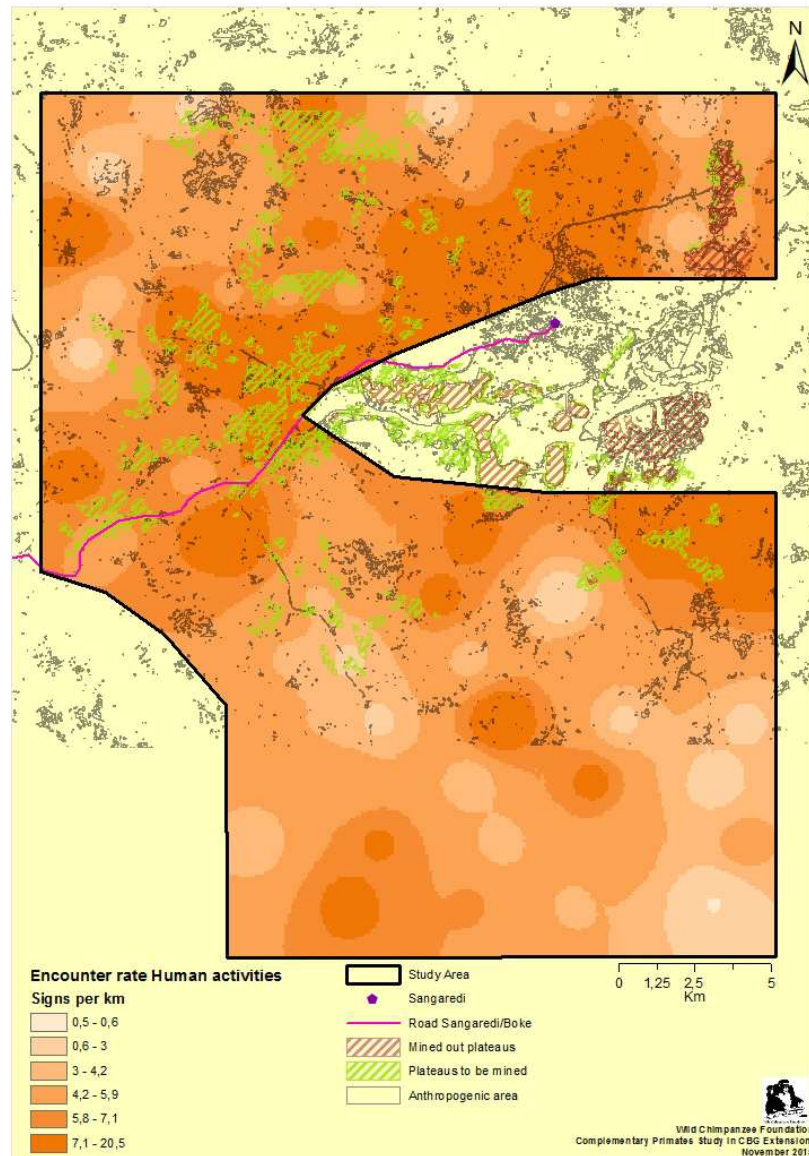 N
Encounter rate Human activities
Signs per km
0,5 - 0,6
0,6 - 3
3 - 4,2
4,2 - 5,9
5,8 - 7,1
7,1 - 20,5
Study Area
Sangaredi
Road Sangaredi/Boke
Mined out plateaus
Plateaus to be mined
Anthropogenic area
0 1,25 2,5 5
Km
Wild Chimpanzee Foundation
Complementary Primates Study in CBG Extension
November 201